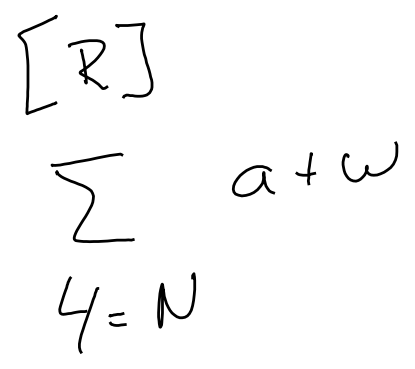 [R]
∑ a + w
4 = N